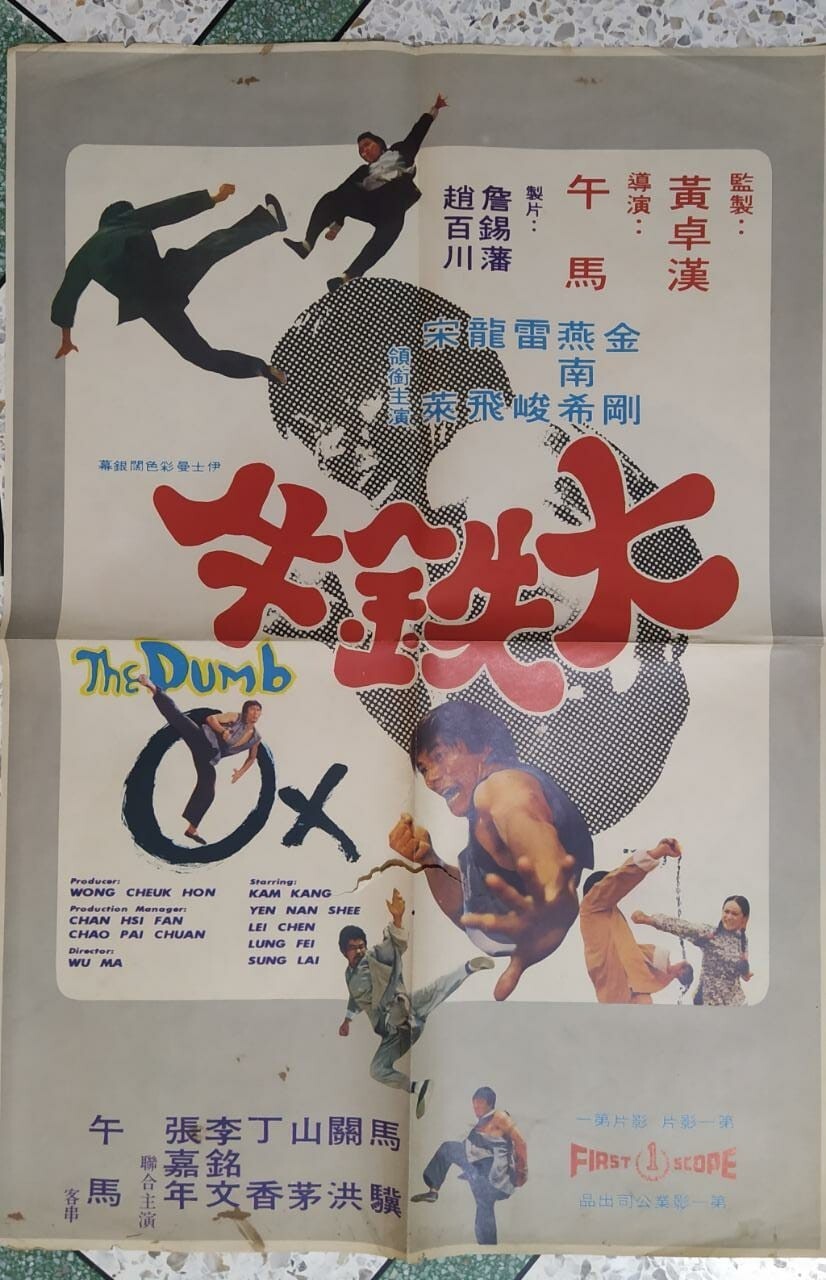 監製：
黃卓漢
導演：
午馬
製片：
詹錫藩
趙百川
金剛
燕南希
雷峻
龍飛
宋萊
領銜主演
伊士曼彩色闊銀幕
大鉄牛
The Dumb
Ox
Producer:
WONG CHEUK HON
Production Manager:
CHAN HSI FAN
CHAO PAI CHUAN
Director:
WU MA
Starring:
KAM KANG
YEN NAN SHEE
LEI CHEN
LUNG FEI
SUNG LAI
馬驥
關洪
山茅
丁香
李銘文
張嘉年
聯合主演
午馬
客串
第一影片 影片第一
FIRST 1 SCOPE
第一影業公司出品